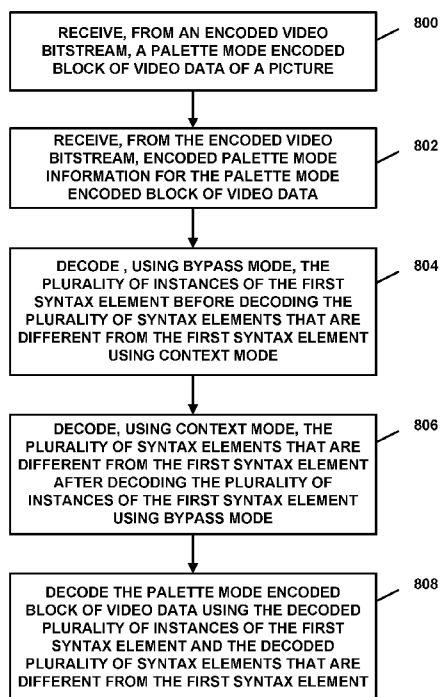 RECEIVE, FROM AN ENCODED VIDEO
BITSTREAM, A PALETTE MODE ENCODED
BLOCK OF VIDEO DATA OF A PICTURE
800
RECEIVE, FROM THE ENCODED VIDEO
BITSTREAM, ENCODED PALETTE MODE
INFORMATION FOR THE PALETTE MODE
ENCODED BLOCK OF VIDEO DATA
802
DECODE , USING BYPASS MODE, THE
PLURALITY OF INSTANCES OF THE FIRST
SYNTAX ELEMENT BEFORE DECODING THE
PLURALITY OF SYNTAX ELEMENTS THAT ARE
DIFFERENT FROM THE FIRST SYNTAX ELEMENT
USING CONTEXT MODE
804
DECODE, USING CONTEXT MODE, THE
PLURALITY OF SYNTAX ELEMENTS THAT ARE
DIFFERENT FROM THE FIRST SYNTAX ELEMENT
AFTER DECODING THE PLURALITY OF
INSTANCES OF THE FIRST SYNTAX ELEMENT
USING BYPASS MODE
806
DECODE THE PALETTE MODE ENCODED
BLOCK OF VIDEO DATA USING THE DECODED
PLURALITY OF INSTANCES OF THE FIRST
SYNTAX ELEMENT AND THE DECODED
PLURALITY OF SYNTAX ELEMENTS THAT ARE
DIFFERENT FROM THE FIRST SYNTAX ELEMENT
808